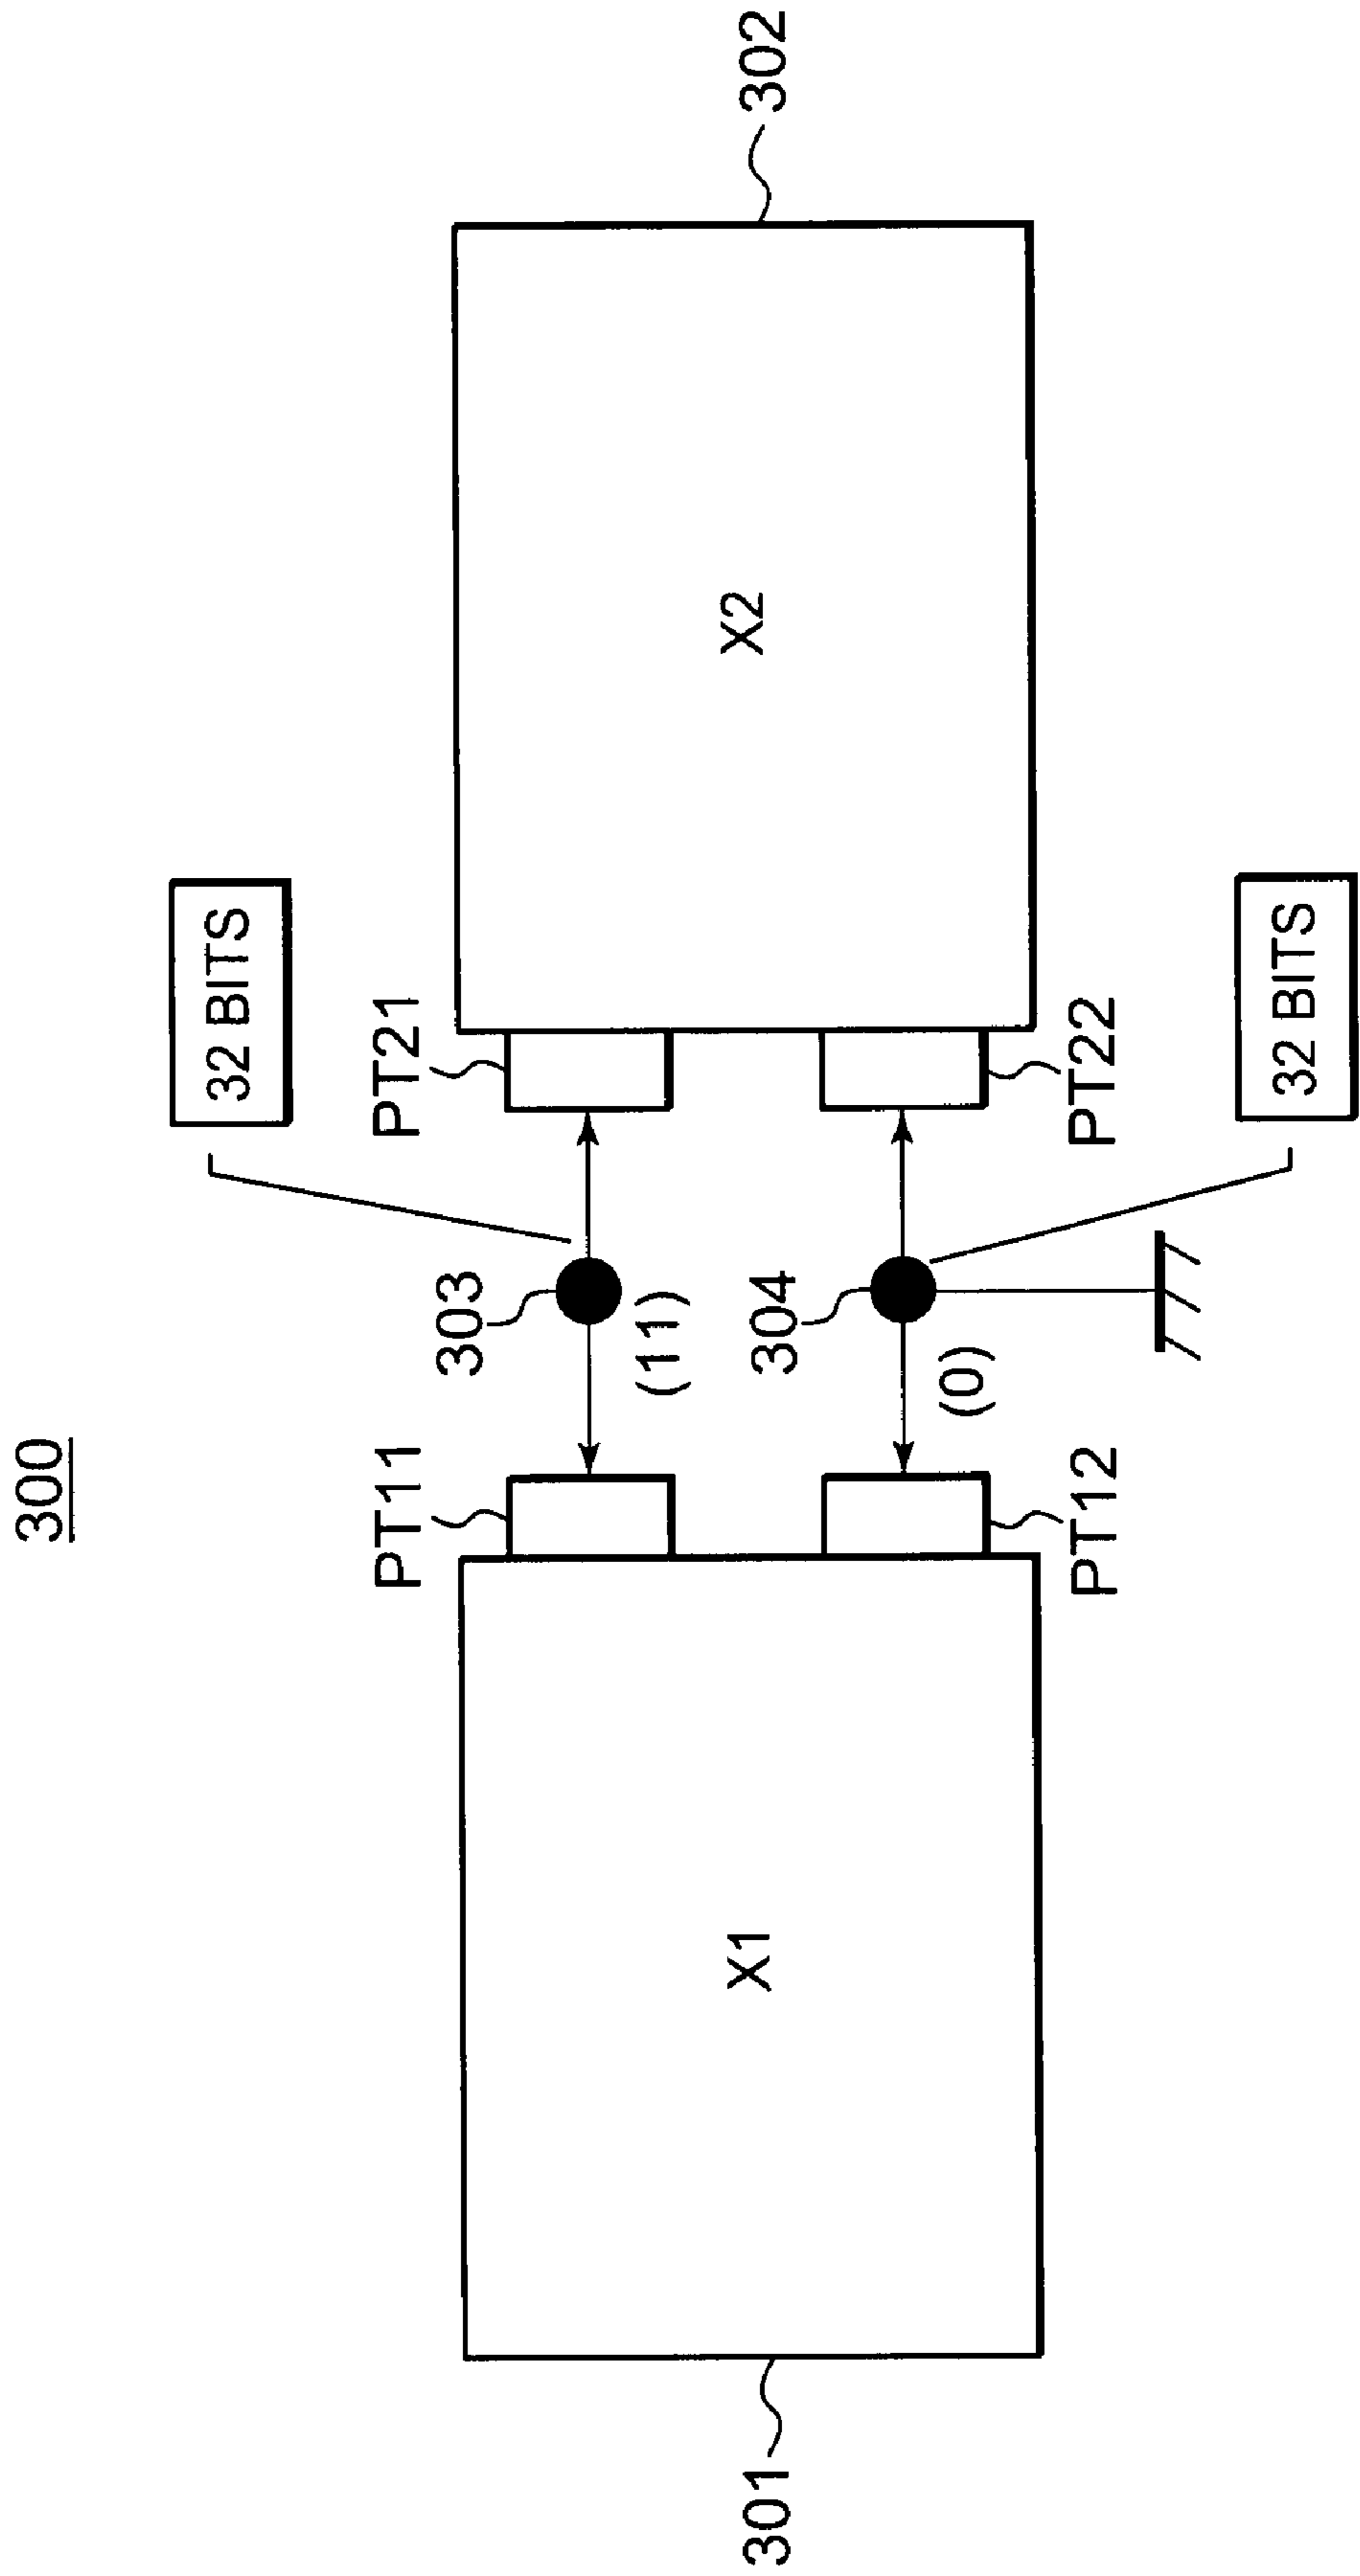 300
32 BITS
PT11
PT21
303
(11)
X1
X2
301
302
304
(0)
PT12
PT22
32 BITS